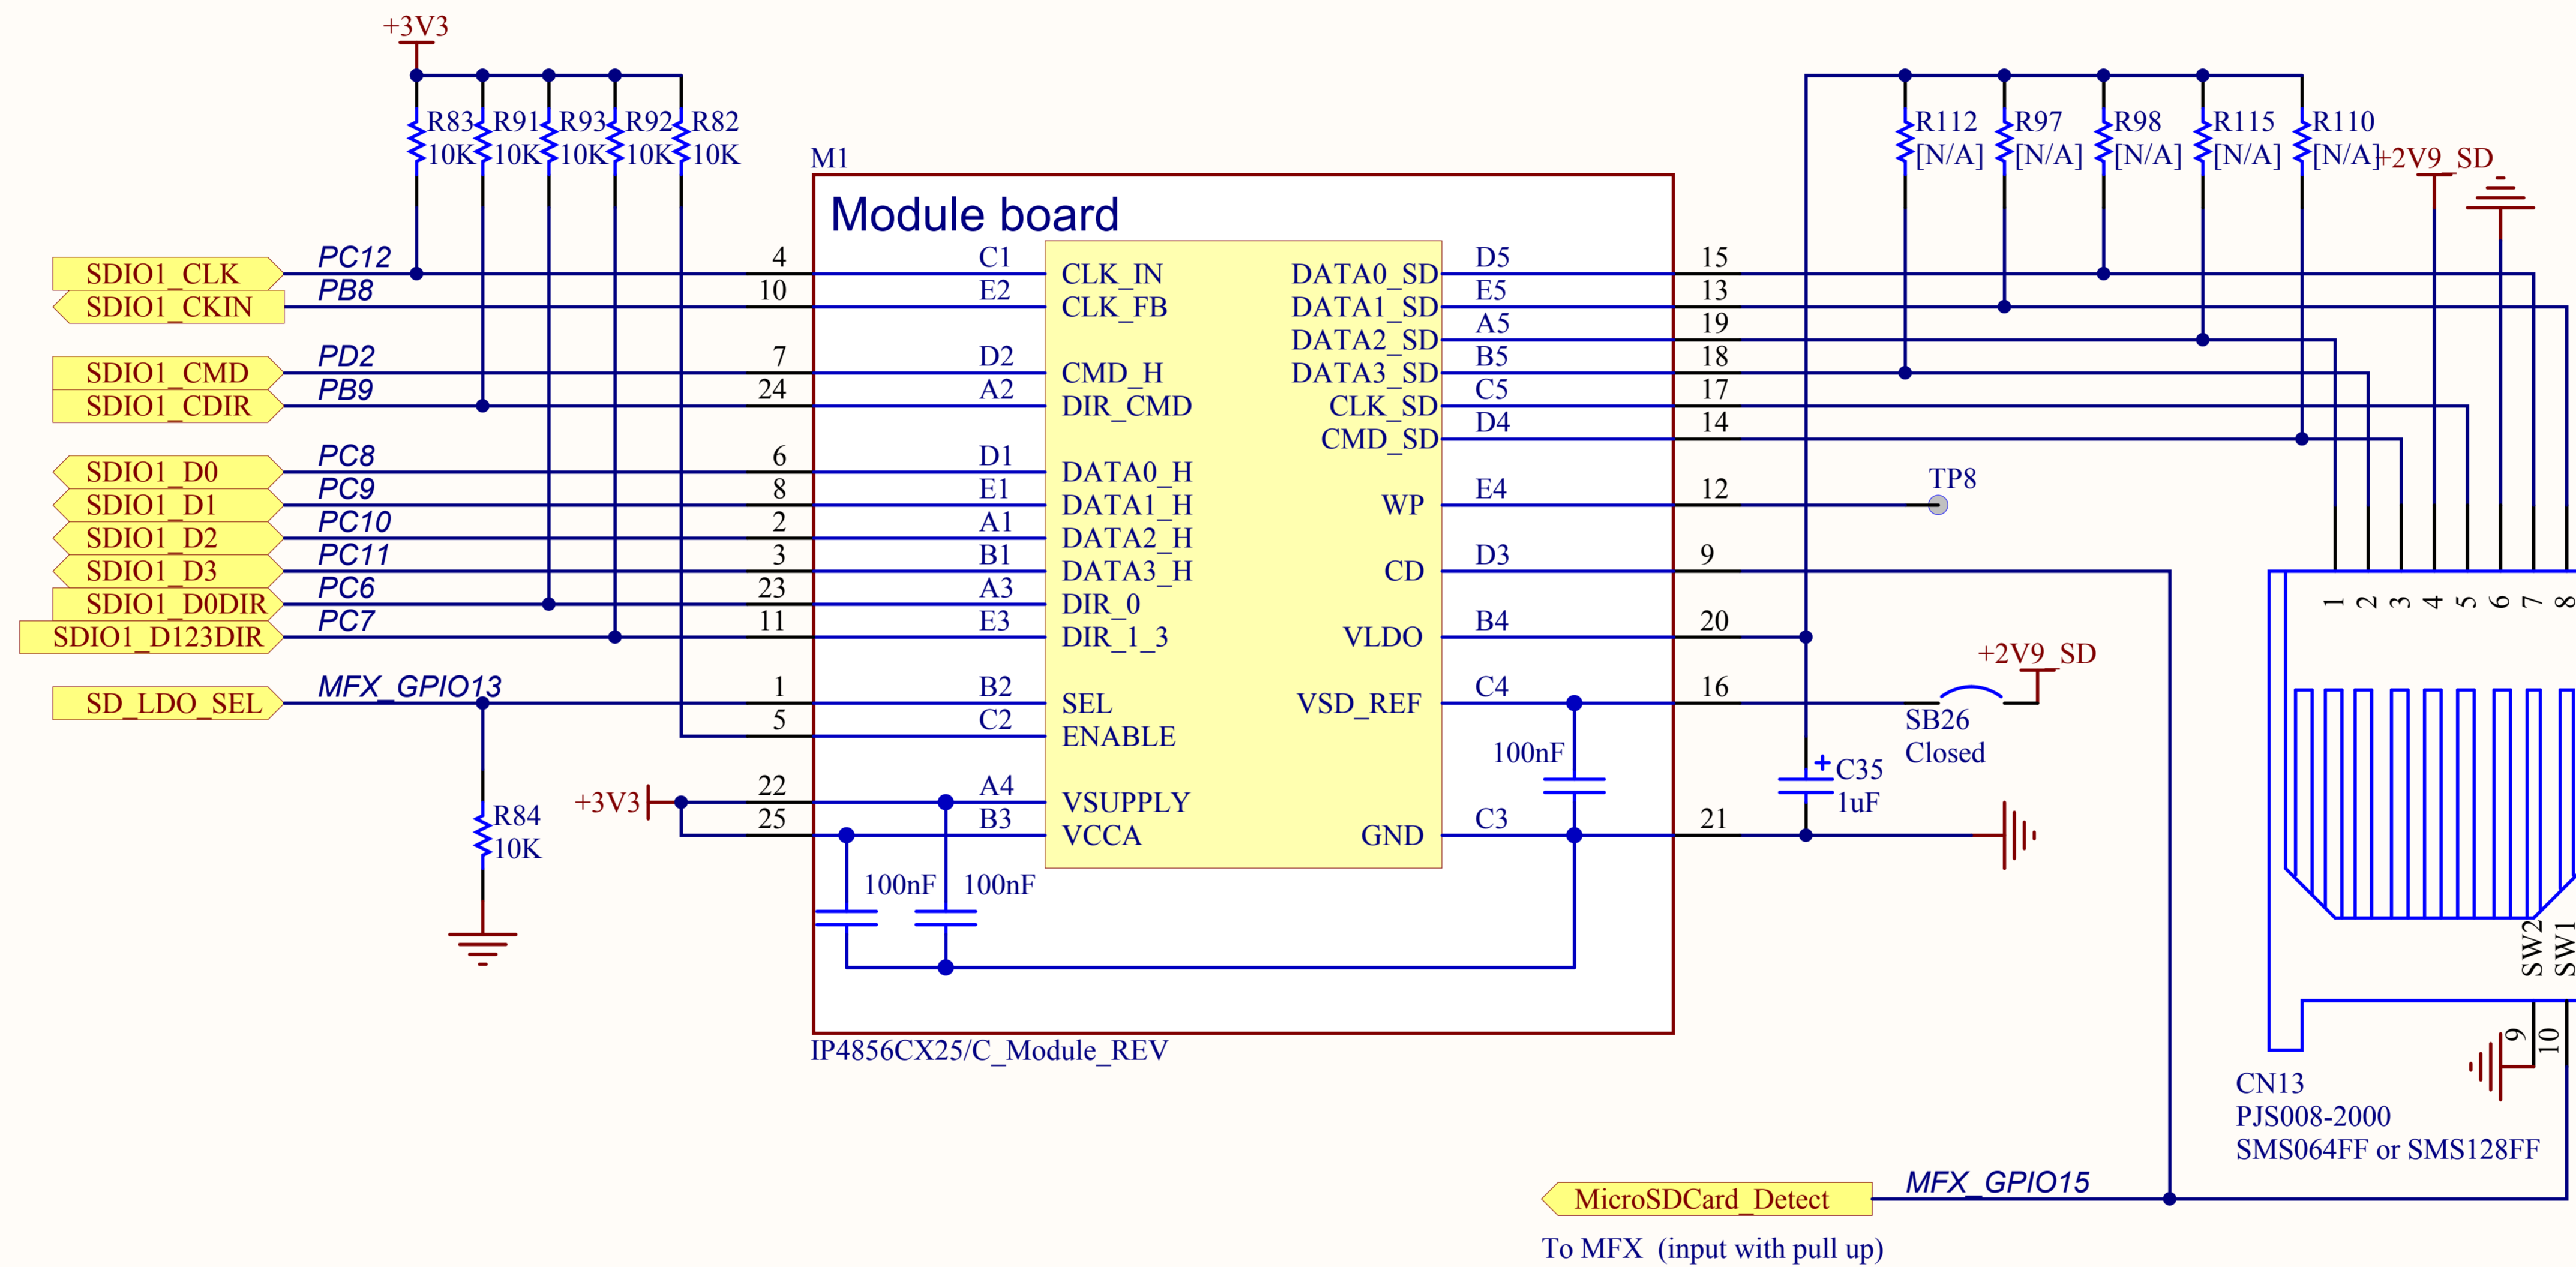 +3V3
R83 R91 R93 R92 R82
10K 10K 10K 10K 10K
R112 R97 R98 R115 R110
[N/A] [N/A] [N/A] [N/A] [N/A]
+2V9_SD
M1
Module board
SDIO1_CLK PC12 4 C1 CLK_IN
SDIO1_CKIN PB8 10 E2 CLK_FB
SDIO1_CMD PD2 7 D2 CMD_H
SDIO1_CDIR PB9 24 A2 DIR_CMD
SDIO1_D0 PC8 6 D1 DATA0_H
SDIO1_D1 PC9 8 E1 DATA1_H
SDIO1_D2 PC10 2 A1 DATA2_H
SDIO1_D3 PC11 3 B1 DATA3_H
SDIO1_D0DIR PC6 23 A3 DIR_0
SDIO1_D123DIR PC7 11 E3 DIR_1_3
SD_LDO_SEL MFX_GPIO13 1 B2 SEL
5 C2 ENABLE
+3V3 22 A4 VSUPPLY
25 B3 VCCA
R84
10K
100nF 100nF
DATA0_SD D5 15
DATA1_SD E5 13
DATA2_SD A5 19
DATA3_SD B5 18
CLK_SD C5 17
CMD_SD D4 14
WP E4 12 TP8
CD D3 9
VLDO B4 20
VSD_REF C4 16
+2V9_SD
SB26
Closed
100nF
+ C35
1uF
GND C3 21
IP4856CX25/C_Module_REV
1 2 3 4 5 6 7 8
SW2 SW1
9 10
CN13
PJS008-2000
SMS064FF or SMS128FF
MicroSDCard_Detect MFX_GPIO15
To MFX (input with pull up)